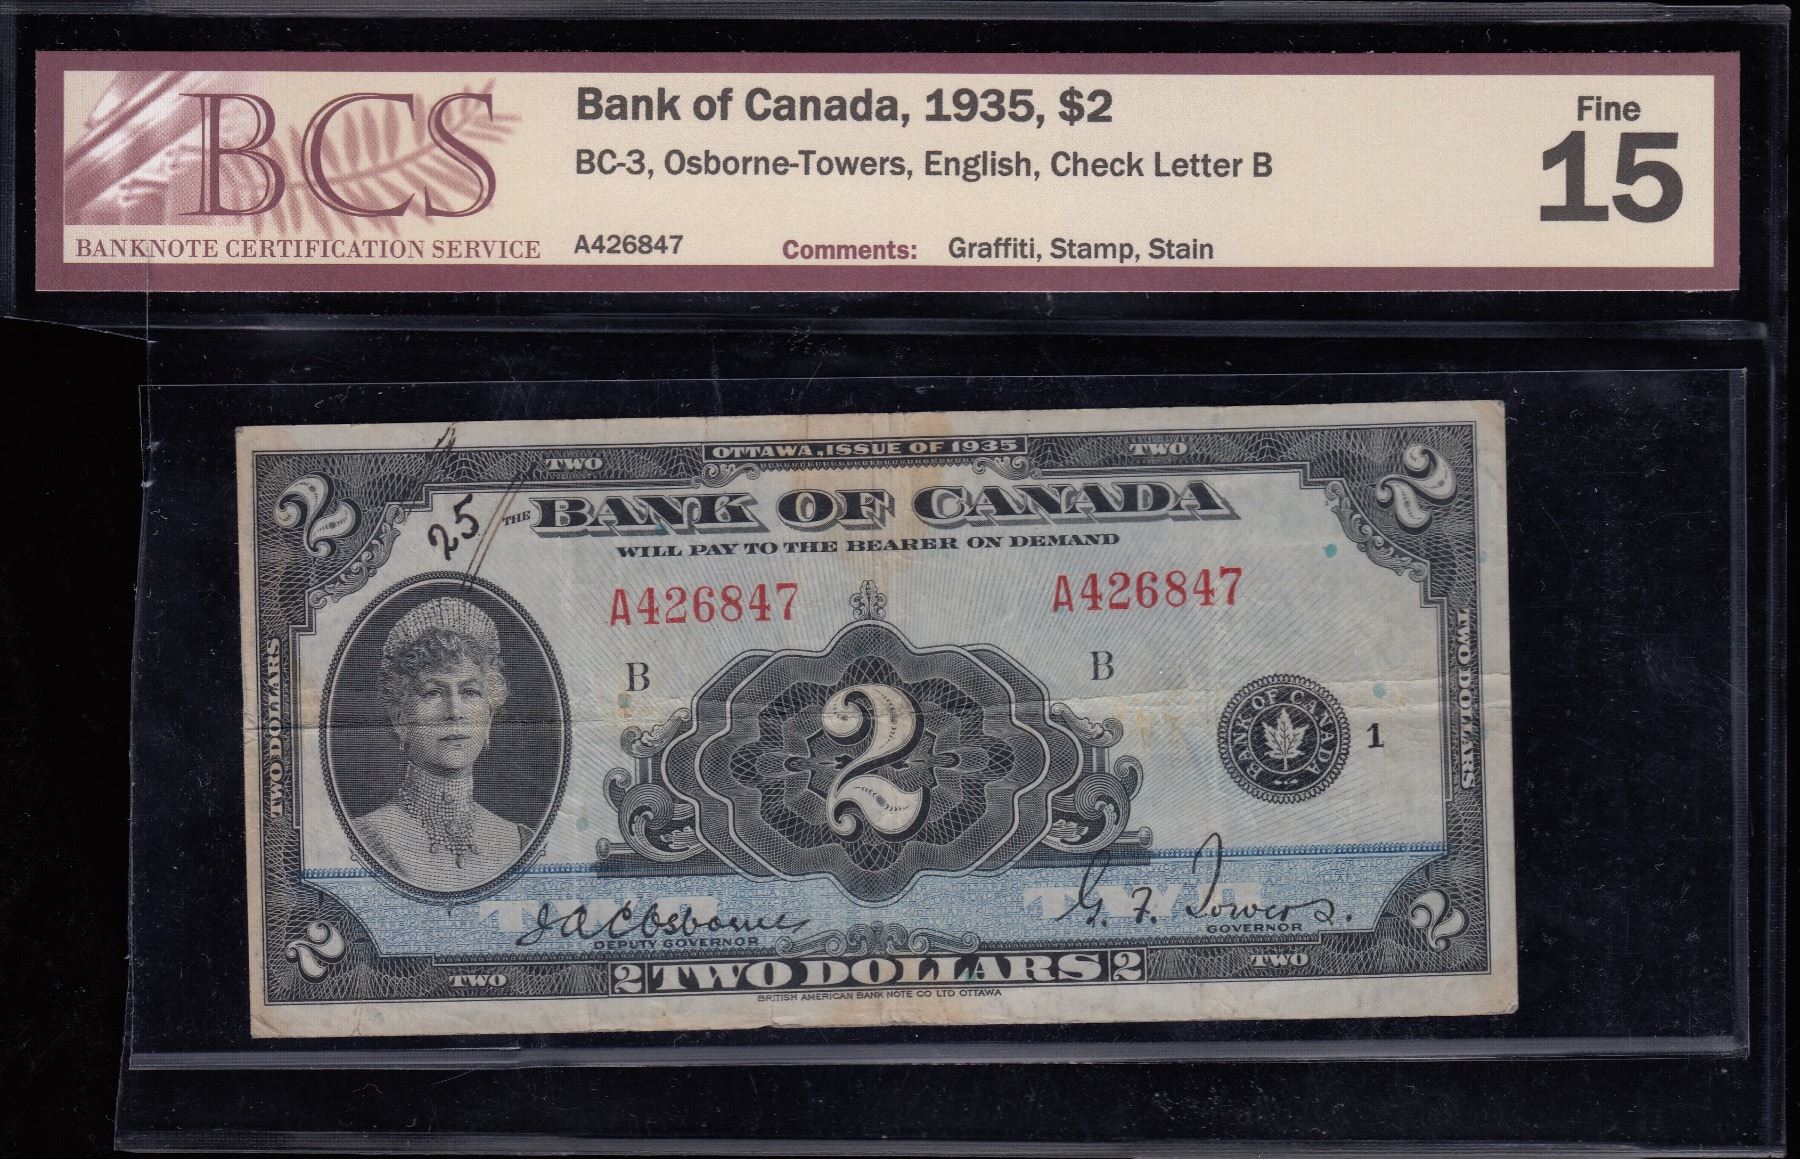 BCS
BANKNOTE CERTIFICATION SERVICE
Bank of Canada, 1935, $2
BC-3, Osborne-Towers, English, Check Letter B
A426847 Comments: Graffiti, Stamp, Stain
Fine
15
2 TWO OTTAWA, ISSUE OF 1935 TWO 2
25
THE BANK OF CANADA
WILL PAY TO THE BEARER ON DEMAND
A426847 A426847
B B
TWO DOLLARS
2
BANK OF CANADA
1
TWO DOLLARS
TWO TWO
J A C Osborne G. F. Towers.
DEPUTY GOVERNOR GOVERNOR
2 TWO 2 TWO DOLLARS 2 TWO 2
BRITISH AMERICAN BANK NOTE CO LTD OTTAWA